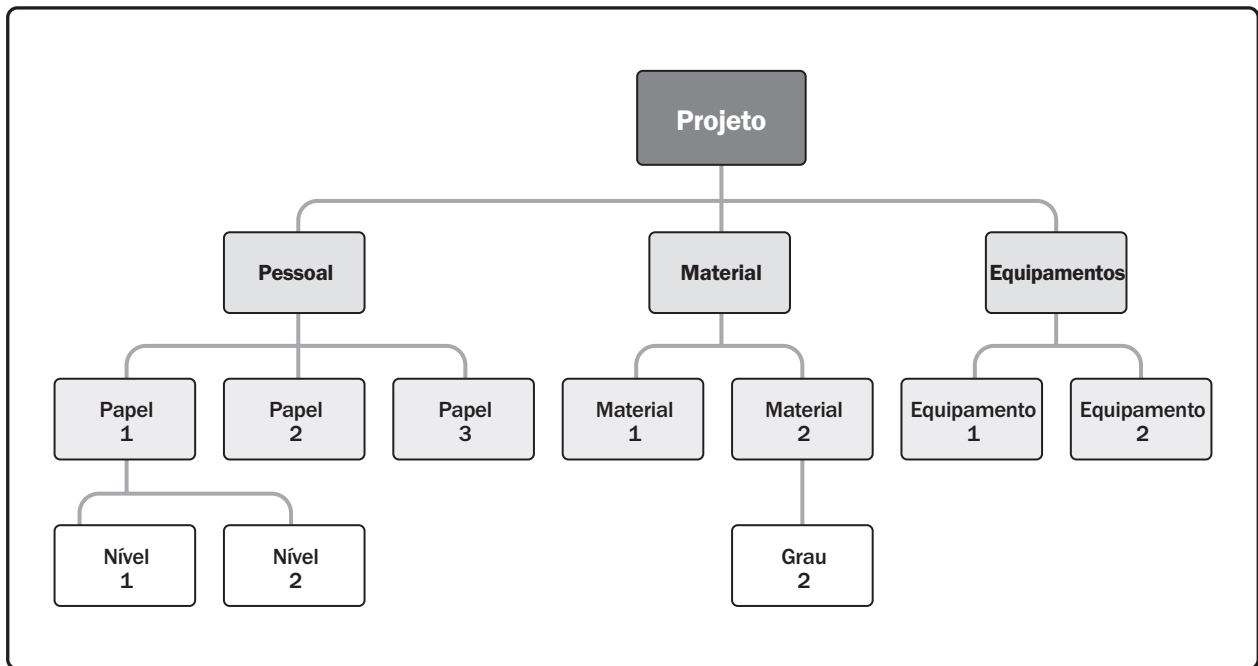 Projeto
Pessoal
Material
Equipamentos
Papel
1
Papel
2
Papel
3
Material
1
Material
2
Equipamento
1
Equipamento
2
Nível
1
Nível
2
Grau
2